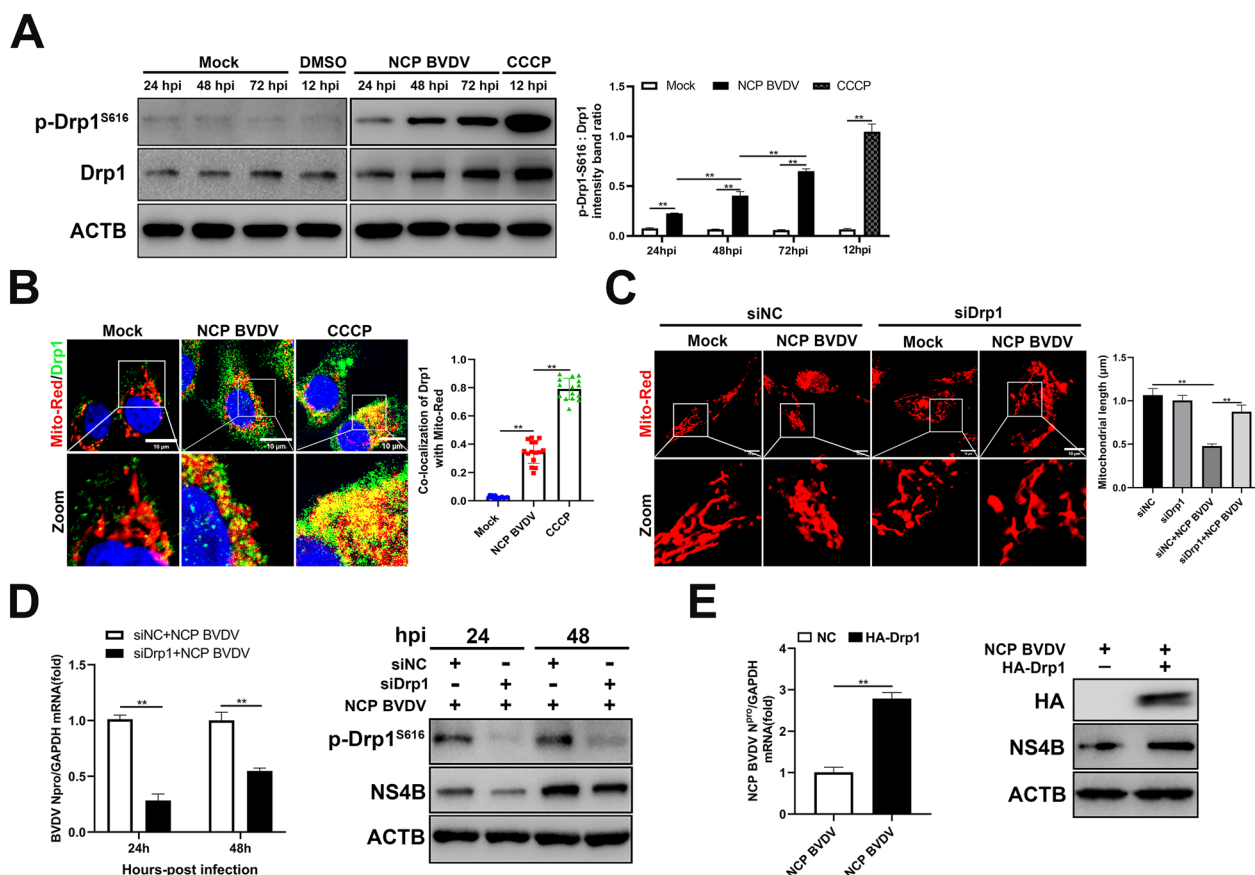 A
Mock DMSO NCP BVDV CCCP
24 hpi 48 hpi 72 hpi 12 hpi 24 hpi 48 hpi 72 hpi 12 hpi
p-Drp1S616
Drp1
ACTB
Mock NCP BVDV CCCP
p-Drp1-S616 : Drp1
intensity band ratio
1.5
1.0
0.5
0.0
** ** ** ** ** **
24hpi 48hpi 72hpi 12hpi
B
Mock NCP BVDV CCCP
Mito-Red/Drp1
10 μm 10 μm 10 μm
Zoom
Co-localization of Drp1
with Mito-Red
1.0
0.8
0.6
0.4
0.2
0.0
** **
Mock NCP BVDV CCCP
C
siNC siDrp1
Mock NCP BVDV Mock NCP BVDV
Mito-Red
10 μm 10 μm 10 μm 10 μm
Zoom
Mitochondrial length (μm)
1.5
1.0
0.5
0.0
** **
siNC siDrp1 siNC+NCP BVDV siDrp1+NCP BVDV
D
siNC+NCP BVDV
siDrp1+NCP BVDV
BVDV Npro/GAPDH mRNA(fold)
1.5
1.0
0.5
0.0
** **
24h 48h
Hours-post infection
hpi 24 48
siNC + - + -
siDrp1 - + - +
NCP BVDV + + + +
p-Drp1S616
NS4B
ACTB
E
NC HA-Drp1
NCP BVDV Npro/GAPDH
mRNA(fold)
4
3
2
1
0
**
NCP BVDV NCP BVDV
NCP BVDV + +
HA-Drp1 – +
HA
NS4B
ACTB